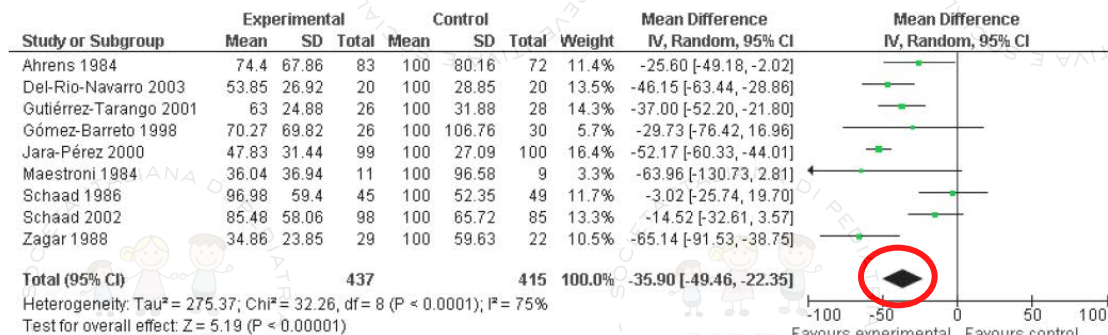 Experimental Control Mean Difference Mean Difference
Study or Subgroup Mean SD Total Mean SD Total Weight IV, Random, 95% CI IV, Random, 95% CI
Ahrens 1984 74.4 67.86 83 100 80.16 72 11.4% -25.60 [-49.18, -2.02]
Del-Rio-Navarro 2003 53.85 26.92 20 100 28.85 20 13.5% -46.15 [-63.44, -28.86]
Gutiérrez-Tarango 2001 63 24.88 26 100 31.88 28 14.3% -37.00 [-52.20, -21.80]
Gómez-Barreto 1998 70.27 69.82 26 100 106.76 30 5.7% -29.73 [-76.42, 16.96]
Jara-Pérez 2000 47.83 31.44 99 100 27.09 100 16.4% -52.17 [-60.33, -44.01]
Maestroni 1984 36.04 36.94 11 100 96.58 9 3.3% -63.96 [-130.73, 2.81]
Schaad 1986 96.98 59.4 45 100 52.35 49 11.7% -3.02 [-25.74, 19.70]
Schaad 2002 85.48 58.06 98 100 65.72 85 13.3% -14.52 [-32.61, 3.57]
Zagar 1988 34.86 23.85 29 100 59.63 22 10.5% -65.14 [-91.53, -38.75]
Total (95% CI) 437 415 100.0% -35.90 [-49.46, -22.35]
Heterogeneity: Tau² = 275.37; Chi² = 32.26, df = 8 (P < 0.0001); I² = 75%
-100 -50 0 50 100
Test for overall effect: Z = 5.19 (P < 0.00001)
Favours experimental Favours control